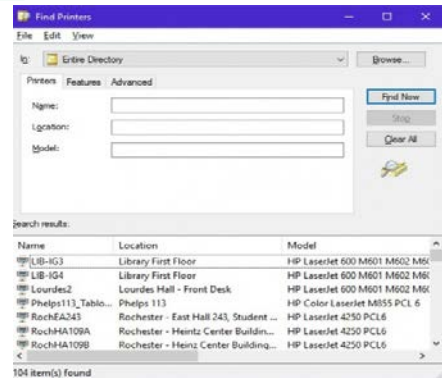 Find Printers
File Edit View
In: Entire Directory Browse...
Printers Features Advanced
Find Now
Name:
Stop
Location:
Clear All
Model:
Search results:
Name Location Model
LIB-IG3 Library First Floor HP LaserJet 600 M601 M602 M6(
LIB-IG4 Library First Floor HP LaserJet 600 M601 M602 M6(
Lourdes2 Lourdes Hall - Front Desk HP LaserJet 600 M601 M602 M6(
Phelps113_Tablo... Phelps 113 HP Color LaserJet M855 PCL 6
RochEA243 Rochester - East Hall 243, Student ... HP LaserJet 4250 PCL6
RochHA109A Rochester - Heintz Center Buildin... HP LaserJet 4250 PCL6
RochHA109B Rochester - Heinz Center Building... HP LaserJet 4250 PCL6
104 item(s) found